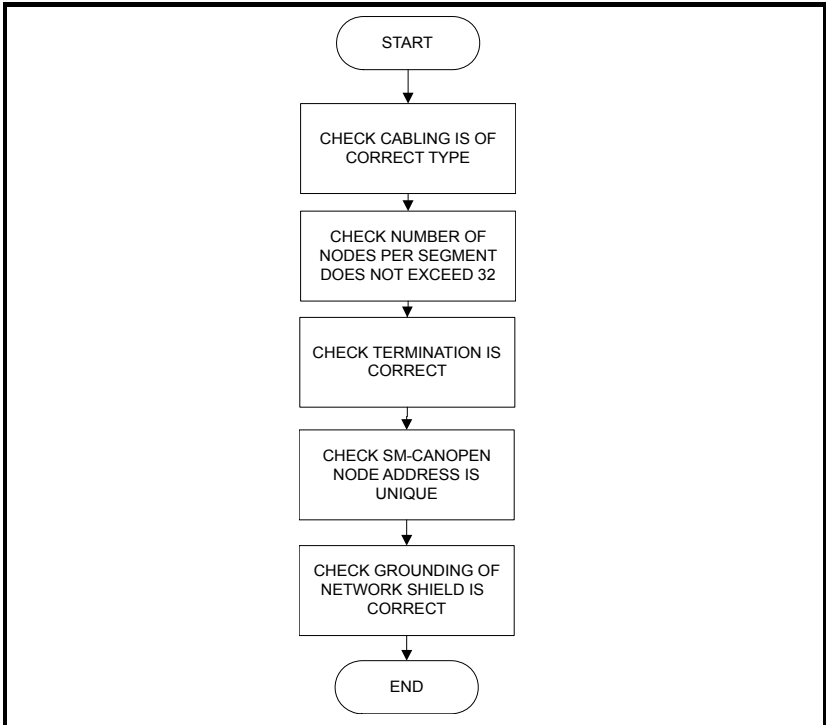 START
CHECK CABLING IS OF
CORRECT TYPE
CHECK NUMBER OF
NODES PER SEGMENT
DOES NOT EXCEED 32
CHECK TERMINATION IS
CORRECT
CHECK SM-CANOPEN
NODE ADDRESS IS
UNIQUE
CHECK GROUNDING OF
NETWORK SHIELD IS
CORRECT
END